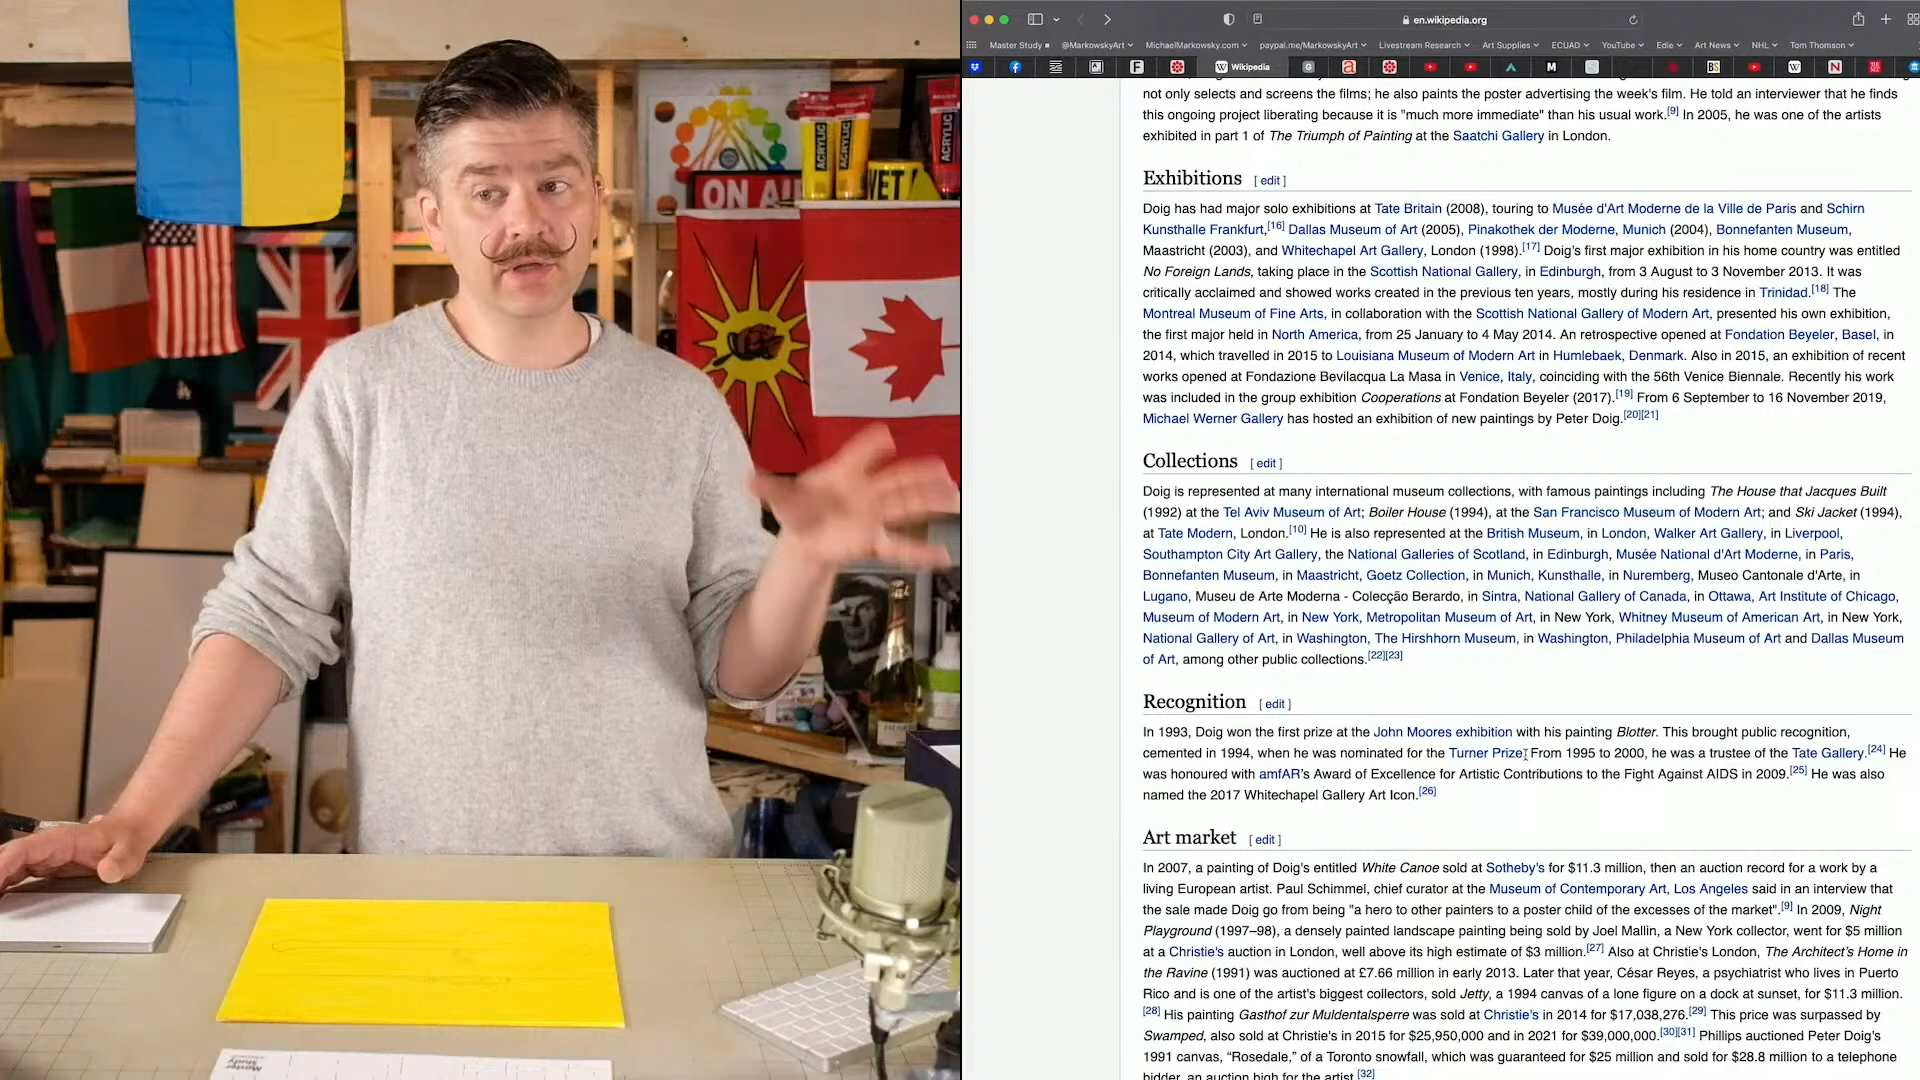 ACRYLIC
ACRYLIC
ACRYLIC
ON AI
WET!
Master
Study
en.wikipedia.org
Master Study
@MarkowskyArt
MichaelMarkowsky.com
paypal.me/MarkowskyArt
Livestream Research
Art Supplies
ECUAD
YouTube
Edie
Art News
NHL
Tom Thomson
Wikipedia
not only selects and screens the films; he also paints the poster advertising the week's film. He told an interviewer that he finds
this ongoing project liberating because it is "much more immediate" than his usual work.[9] In 2005, he was one of the artists
exhibited in part 1 of The Triumph of Painting at the Saatchi Gallery in London.
Exhibitions [ edit ]
Doig has had major solo exhibitions at Tate Britain (2008), touring to Musée d'Art Moderne de la Ville de Paris and Schirn
Kunsthalle Frankfurt,[16] Dallas Museum of Art (2005), Pinakothek der Moderne, Munich (2004), Bonnefanten Museum,
Maastricht (2003), and Whitechapel Art Gallery, London (1998).[17] Doig's first major exhibition in his home country was entitled
No Foreign Lands, taking place in the Scottish National Gallery, in Edinburgh, from 3 August to 3 November 2013. It was
critically acclaimed and showed works created in the previous ten years, mostly during his residence in Trinidad.[18] The
Montreal Museum of Fine Arts, in collaboration with the Scottish National Gallery of Modern Art, presented his own exhibition,
the first major held in North America, from 25 January to 4 May 2014. An retrospective opened at Fondation Beyeler, Basel, in
2014, which travelled in 2015 to Louisiana Museum of Modern Art in Humlebaek, Denmark. Also in 2015, an exhibition of recent
works opened at Fondazione Bevilacqua La Masa in Venice, Italy, coinciding with the 56th Venice Biennale. Recently his work
was included in the group exhibition Cooperations at Fondation Beyeler (2017).[19] From 6 September to 16 November 2019,
Michael Werner Gallery has hosted an exhibition of new paintings by Peter Doig.[20][21]
Collections [ edit ]
Doig is represented at many international museum collections, with famous paintings including The House that Jacques Built
(1992) at the Tel Aviv Museum of Art; Boiler House (1994), at the San Francisco Museum of Modern Art; and Ski Jacket (1994),
at Tate Modern, London.[10] He is also represented at the British Museum, in London, Walker Art Gallery, in Liverpool,
Southampton City Art Gallery, the National Galleries of Scotland, in Edinburgh, Musée National d'Art Moderne, in Paris,
Bonnefanten Museum, in Maastricht, Goetz Collection, in Munich, Kunsthalle, in Nuremberg, Museo Cantonale d'Arte, in
Lugano, Museu de Arte Moderna - Colecção Berardo, in Sintra, National Gallery of Canada, in Ottawa, Art Institute of Chicago,
Museum of Modern Art, in New York, Metropolitan Museum of Art, in New York, Whitney Museum of American Art, in New York,
National Gallery of Art, in Washington, The Hirshhorn Museum, in Washington, Philadelphia Museum of Art and Dallas Museum
of Art, among other public collections.[22][23]
Recognition [ edit ]
In 1993, Doig won the first prize at the John Moores exhibition with his painting Blotter. This brought public recognition,
cemented in 1994, when he was nominated for the Turner Prize. From 1995 to 2000, he was a trustee of the Tate Gallery.[24] He
was honoured with amfAR's Award of Excellence for Artistic Contributions to the Fight Against AIDS in 2009.[25] He was also
named the 2017 Whitechapel Gallery Art Icon.[26]
Art market [ edit ]
In 2007, a painting of Doig's entitled White Canoe sold at Sotheby's for $11.3 million, then an auction record for a work by a
living European artist. Paul Schimmel, chief curator at the Museum of Contemporary Art, Los Angeles said in an interview that
the sale made Doig go from being "a hero to other painters to a poster child of the excesses of the market".[9] In 2009, Night
Playground (1997–98), a densely painted landscape painting being sold by Joel Mallin, a New York collector, went for $5 million
at a Christie's auction in London, well above its high estimate of $3 million.[27] Also at Christie's London, The Architect's Home in
the Ravine (1991) was auctioned at £7.66 million in early 2013. Later that year, César Reyes, a psychiatrist who lives in Puerto
Rico and is one of the artist's biggest collectors, sold Jetty, a 1994 canvas of a lone figure on a dock at sunset, for $11.3 million.
[28] His painting Gasthof zur Muldentalsperre was sold at Christie's in 2014 for $17,038,276.[29] This price was surpassed by
Swamped, also sold at Christie's in 2015 for $25,950,000 and in 2021 for $39,000,000.[30][31] Phillips auctioned Peter Doig's
1991 canvas, “Rosedale,” of a Toronto snowfall, which was guaranteed for $25 million and sold for $28.8 million to a telephone
bidder, an auction high for the artist.[32]